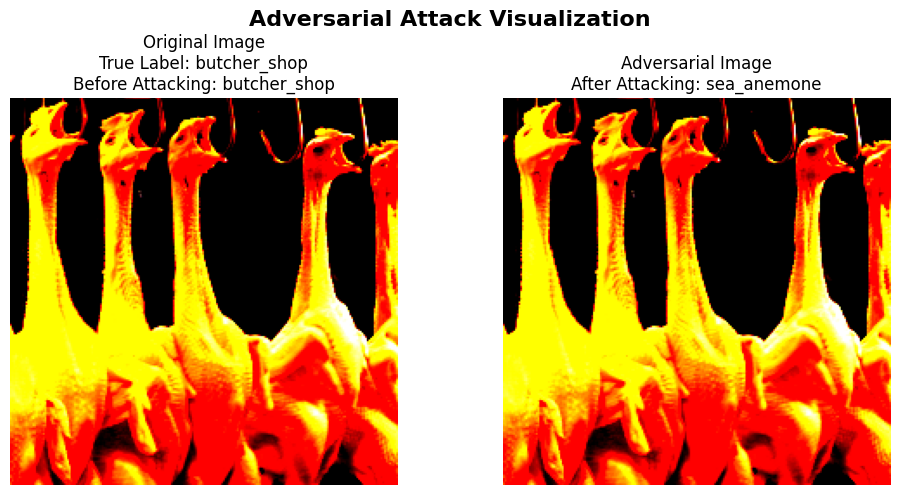 Adversarial Attack Visualization
Original Image
True Label: butcher_shop
Before Attacking: butcher_shop
Adversarial Image
After Attacking: sea_anemone